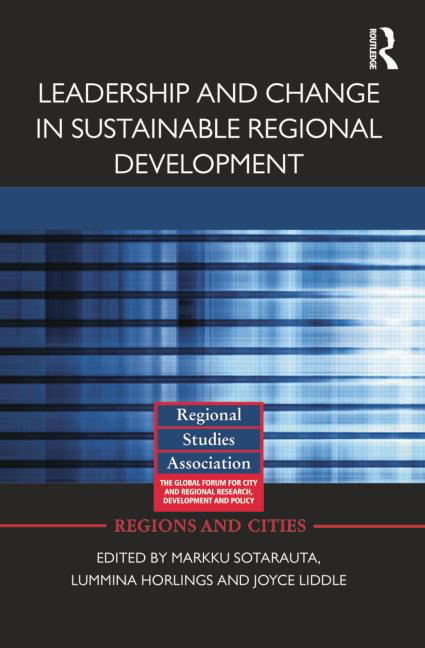 ROUTLEDGE
LEADERSHIP AND CHANGE
IN SUSTAINABLE REGIONAL
DEVELOPMENT
Regional
Studies
Association
THE GLOBAL FORUM FOR CITY
AND REGIONAL RESEARCH,
DEVELOPMENT AND POLICY
REGIONS AND CITIES
EDITED BY MARKKU SOTARAUTA,
LUMMINA HORLINGS AND JOYCE LIDDLE